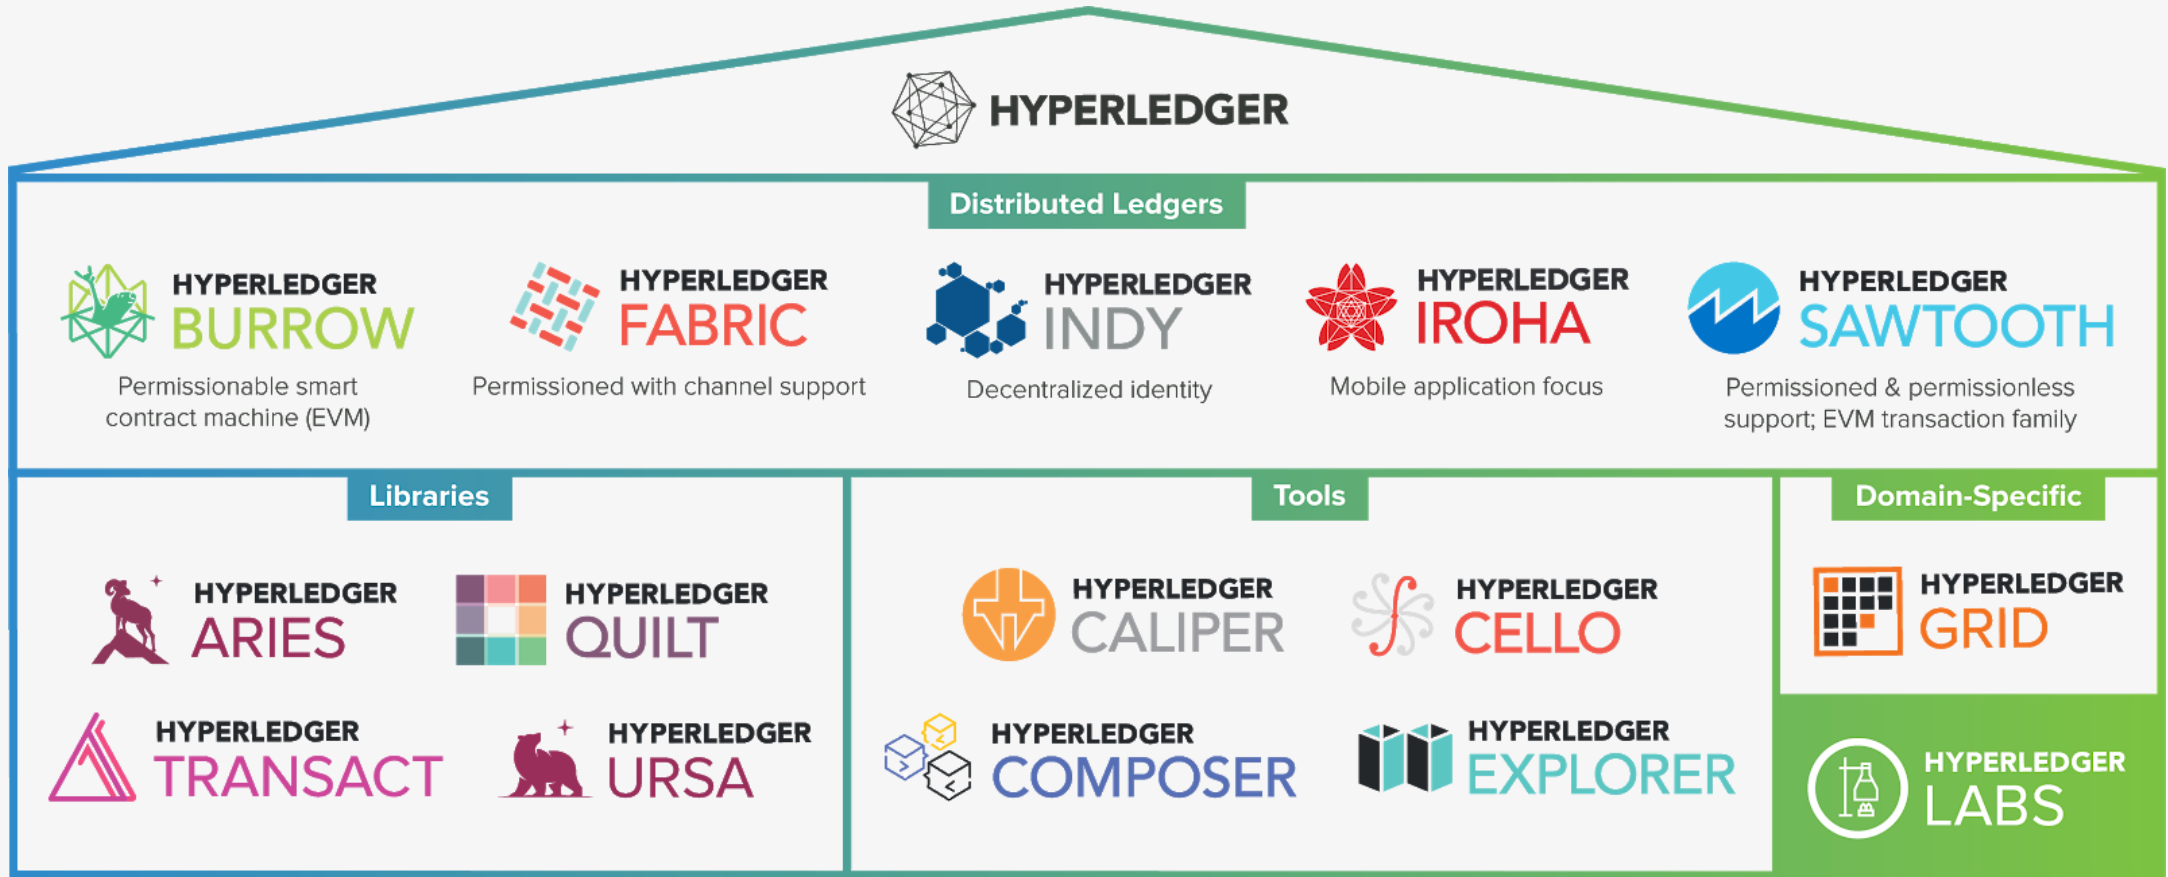 HYPERLEDGER
Distributed Ledgers
HYPERLEDGER
BURROW
Permissionable smart
contract machine (EVM)
HYPERLEDGER
FABRIC
Permissioned with channel support
HYPERLEDGER
INDY
Decentralized identity
HYPERLEDGER
IROHA
Mobile application focus
HYPERLEDGER
SAWTOOTH
Permissioned & permissionless
support; EVM transaction family
Libraries
HYPERLEDGER
ARIES
HYPERLEDGER
QUILT
HYPERLEDGER
TRANSACT
HYPERLEDGER
URSA
Tools
HYPERLEDGER
CALIPER
HYPERLEDGER
CELLO
HYPERLEDGER
COMPOSER
HYPERLEDGER
EXPLORER
Domain-Specific
HYPERLEDGER
GRID
HYPERLEDGER
LABS